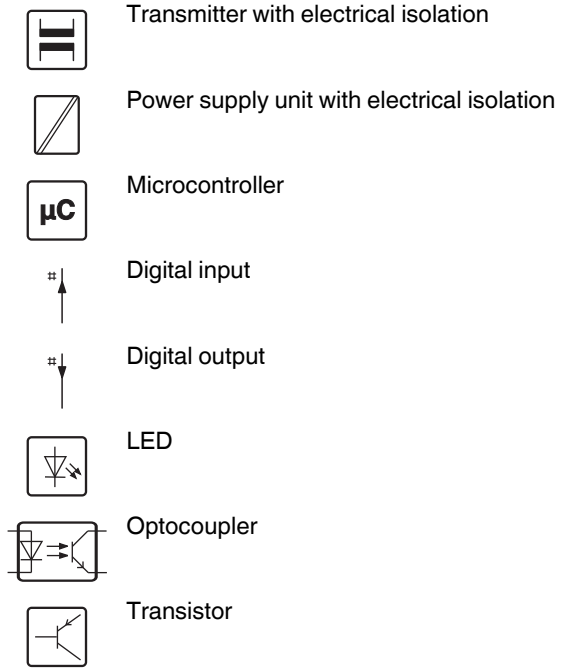 Transmitter with electrical isolation
Power supply unit with electrical isolation
µC
Microcontroller
#
Digital input
#
Digital output
LED
Optocoupler
Transistor